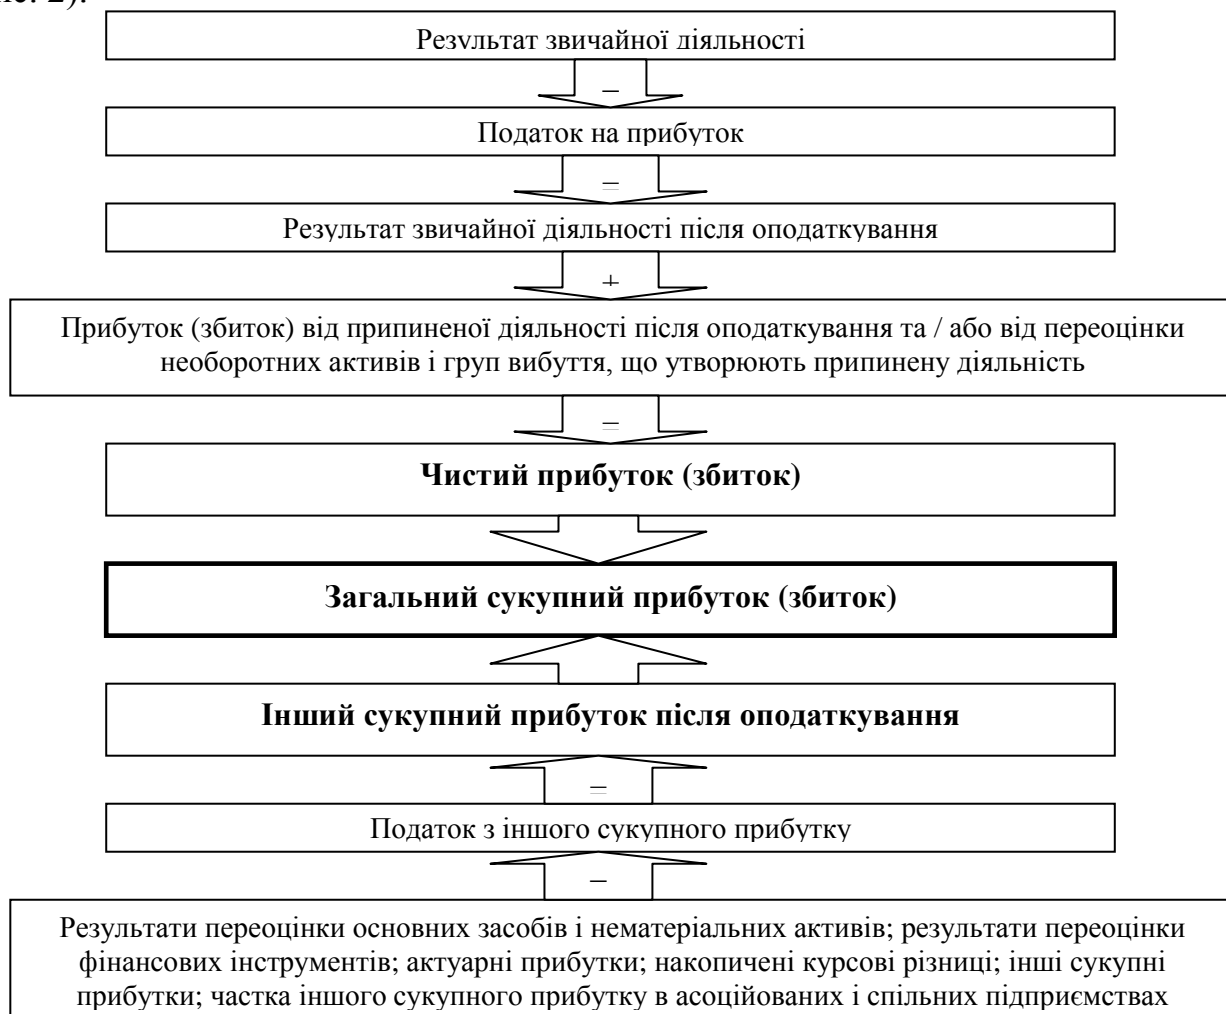 2).
Результат звичайної діяльності
–
Податок на прибуток
=
Результат звичайної діяльності після оподаткування
+
Прибуток (збиток) від припиненої діяльності після оподаткування та / або від переоцінки
необоротних активів і груп вибуття, що утворюють припинену діяльність
=
Чистий прибуток (збиток)
Загальний сукупний прибуток (збиток)
Інший сукупний прибуток після оподаткування
=
Податок з іншого сукупного прибутку
–
Результати переоцінки основних засобів і нематеріальних активів; результати переоцінки
фінансових інструментів; актуарні прибутки; накопичені курсові різниці; інші сукупні
прибутки; частка іншого сукупного прибутку в асоційованих і спільних підприємствах